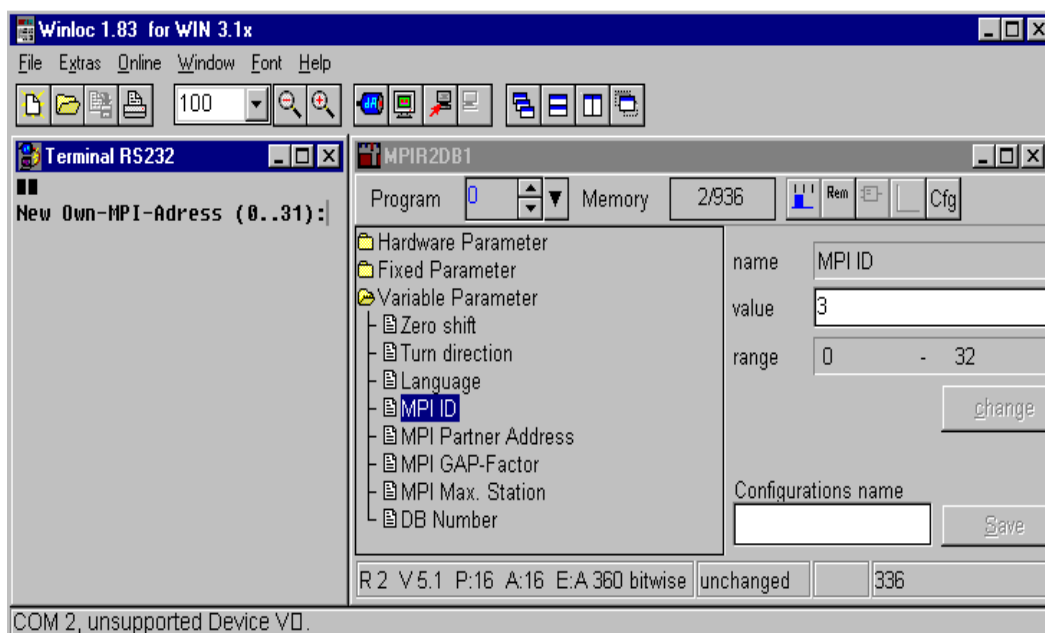 Winloc 1.83 for WIN 3.1x
File Extras Online Window Font Help
100
Terminal RS232
New Own-MPI-Adress (0..31):
MPIR2DB1
Program 0 Memory 2/936 Rem Cfg
Hardware Parameter
Fixed Parameter
Variable Parameter
Zero shift
Turn direction
Language
MPI ID
MPI Partner Address
MPI GAP-Factor
MPI Max. Station
DB Number
name MPI ID
value 3
range 0 - 32
change
Configurations name
Save
R 2 V 5.1 P:16 A:16 E:A 360 bitwise unchanged 336
COM 2, unsupported Device V▯.